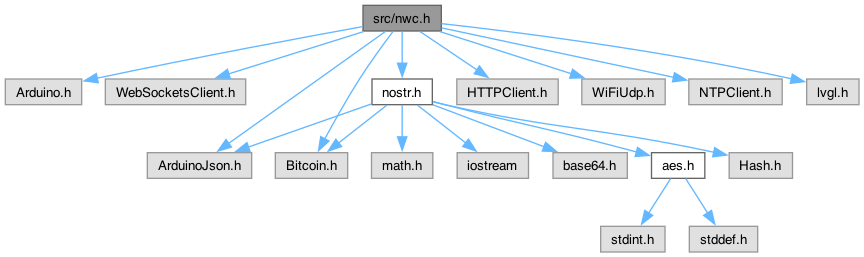 src/nwc.h
Arduino.h
WebSocketsClient.h
nostr.h
HTTPClient.h
WiFiUdp.h
NTPClient.h
lvgl.h
ArduinoJson.h
Bitcoin.h
math.h
iostream
base64.h
aes.h
Hash.h
stdint.h
stddef.h